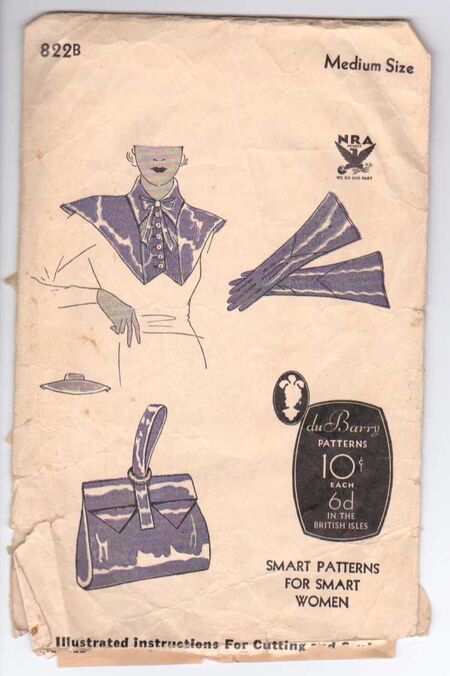 822B
Medium Size
NRA
MEMBER
U.S.
WE DO OUR PART
du Barry
PATTERNS
10¢
EACH
6d
IN THE
BRITISH ISLES
SMART PATTERNS
FOR SMART
WOMEN
Illustrated Instructions For Cutting and